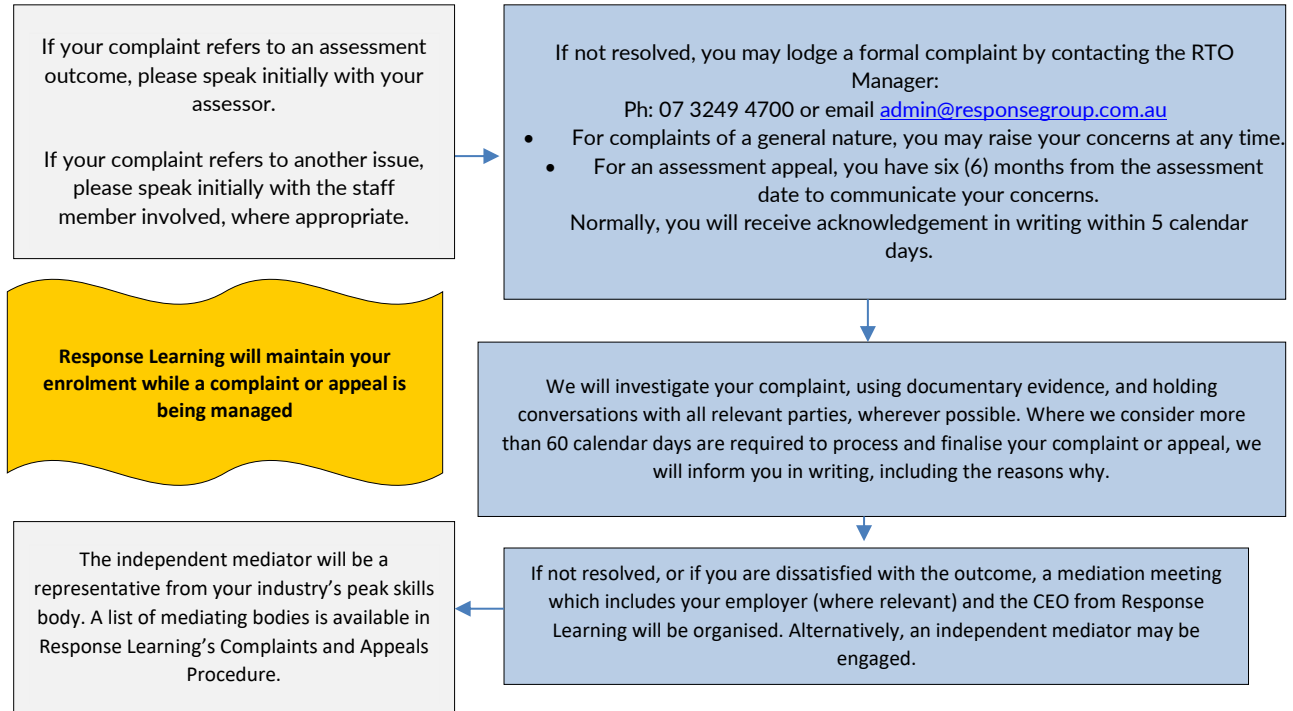 If your complaint refers to an assessment
outcome, please speak initially with your
assessor.
If your complaint refers to another issue,
please speak initially with the staff
member involved, where appropriate.
If not resolved, you may lodge a formal complaint by contacting the RTO
Manager:
Ph: 07 3249 4700 or email admin@responsegroup.com.au
• For complaints of a general nature, you may raise your concerns at any time.
• For an assessment appeal, you have six (6) months from the assessment
date to communicate your concerns.
Normally, you will receive acknowledgement in writing within 5 calendar
days.
Response Learning will maintain your
enrolment while a complaint or appeal is
being managed
We will investigate your complaint, using documentary evidence, and holding
conversations with all relevant parties, wherever possible. Where we consider more
than 60 calendar days are required to process and finalise your complaint or appeal, we
will inform you in writing, including the reasons why.
If not resolved, or if you are dissatisfied with the outcome, a mediation meeting
which includes your employer (where relevant) and the CEO from Response
Learning will be organised. Alternatively, an independent mediator may be
engaged.
The independent mediator will be a
representative from your industry's peak skills
body. A list of mediating bodies is available in
Response Learning's Complaints and Appeals
Procedure.